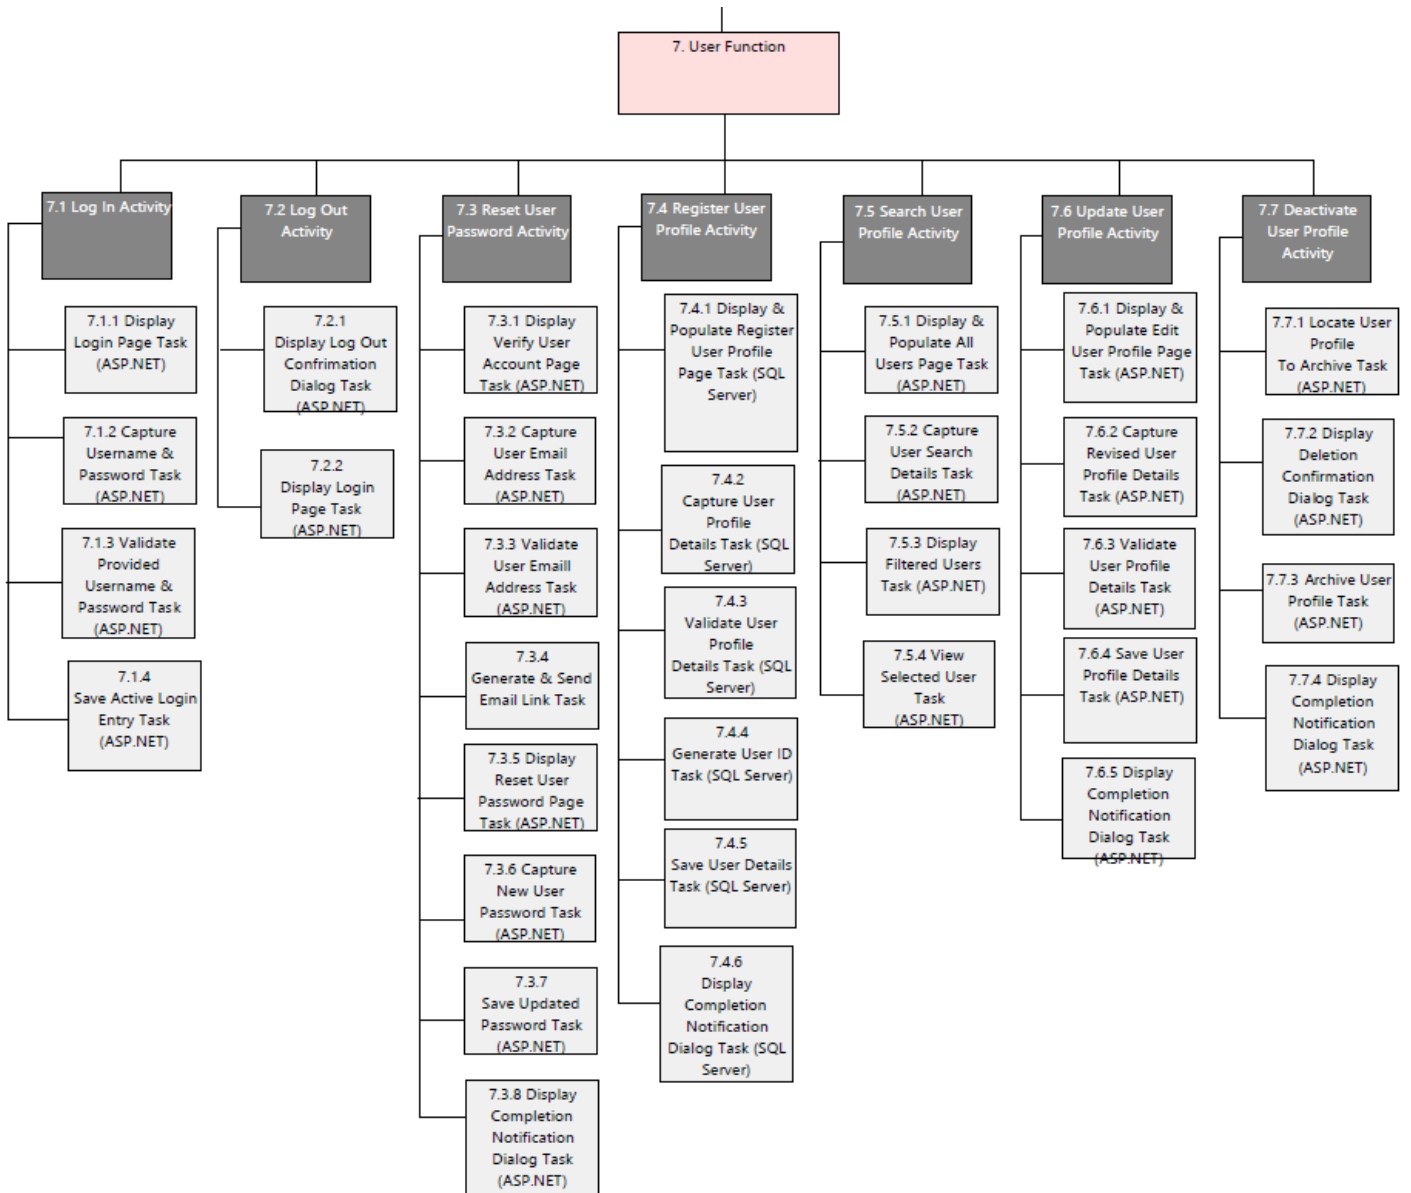 7. User Function
7.1 Log In Activity
7.1.1 Display
Login Page Task
(ASP.NET)
7.1.2 Capture
Username &
Password Task
(ASP.NET)
7.1.3 Validate
Provided
Username &
Password Task
(ASP.NET)
7.1.4
Save Active Login
Entry Task
(ASP.NET)
7.2 Log Out
Activity
7.2.1
Display Log Out
Confrimation
Dialog Task
(ASP.NET)
7.2.2
Display Login
Page Task
(ASP.NET)
7.3 Reset User
Password Activity
7.3.1 Display
Verify User
Account Page
Task (ASP.NET)
7.3.2 Capture
User Email
Address Task
(ASP.NET)
7.3.3 Validate
User Emaill
Address Task
(ASP.NET)
7.3.4
Generate & Send
Email Link Task
7.3.5 Display
Reset User
Password Page
Task (ASP.NET)
7.3.6 Capture
New User
Password Task
(ASP.NET)
7.3.7
Save Updated
Password Task
(ASP.NET)
7.3.8 Display
Completion
Notification
Dialog Task
(ASP.NET)
7.4 Register User
Profile Activity
7.4.1 Display &
Populate Register
User Profile
Page Task (SQL
Server)
7.4.2
Capture User
Profile
Details Task (SQL
Server)
7.4.3
Validate User
Profile
Details Task (SQL
Server)
7.4.4
Generate User ID
Task (SQL Server)
7.4.5
Save User Details
Task (SQL Server)
7.4.6
Display
Completion
Notification
Dialog Task (SQL
Server)
7.5 Search User
Profile Activity
7.5.1 Display &
Populate All
Users Page Task
(ASP.NET)
7.5.2 Capture
User Search
Details Task
(ASP.NET)
7.5.3 Display
Filtered Users
Task (ASP.NET)
7.5.4 View
Selected User
Task
(ASP.NET)
7.6 Update User
Profile Activity
7.6.1 Display &
Populate Edit
User Profile Page
Task (ASP.NET)
7.6.2 Capture
Revised User
Profile Details
Task (ASP.NET)
7.6.3 Validate
User Profile
Details Task
(ASP.NET)
7.6.4 Save User
Profile Details
Task (ASP.NET)
7.6.5 Display
Completion
Notification
Dialog Task
(ASP.NET)
7.7 Deactivate
User Profile
Activity
7.7.1 Locate User
Profile
To Archive Task
(ASP.NET)
7.7.2 Display
Deletion
Confirmation
Dialog Task
(ASP.NET)
7.7.3 Archive User
Profile Task
(ASP.NET)
7.7.4 Display
Completion
Notification
Dialog Task
(ASP.NET)